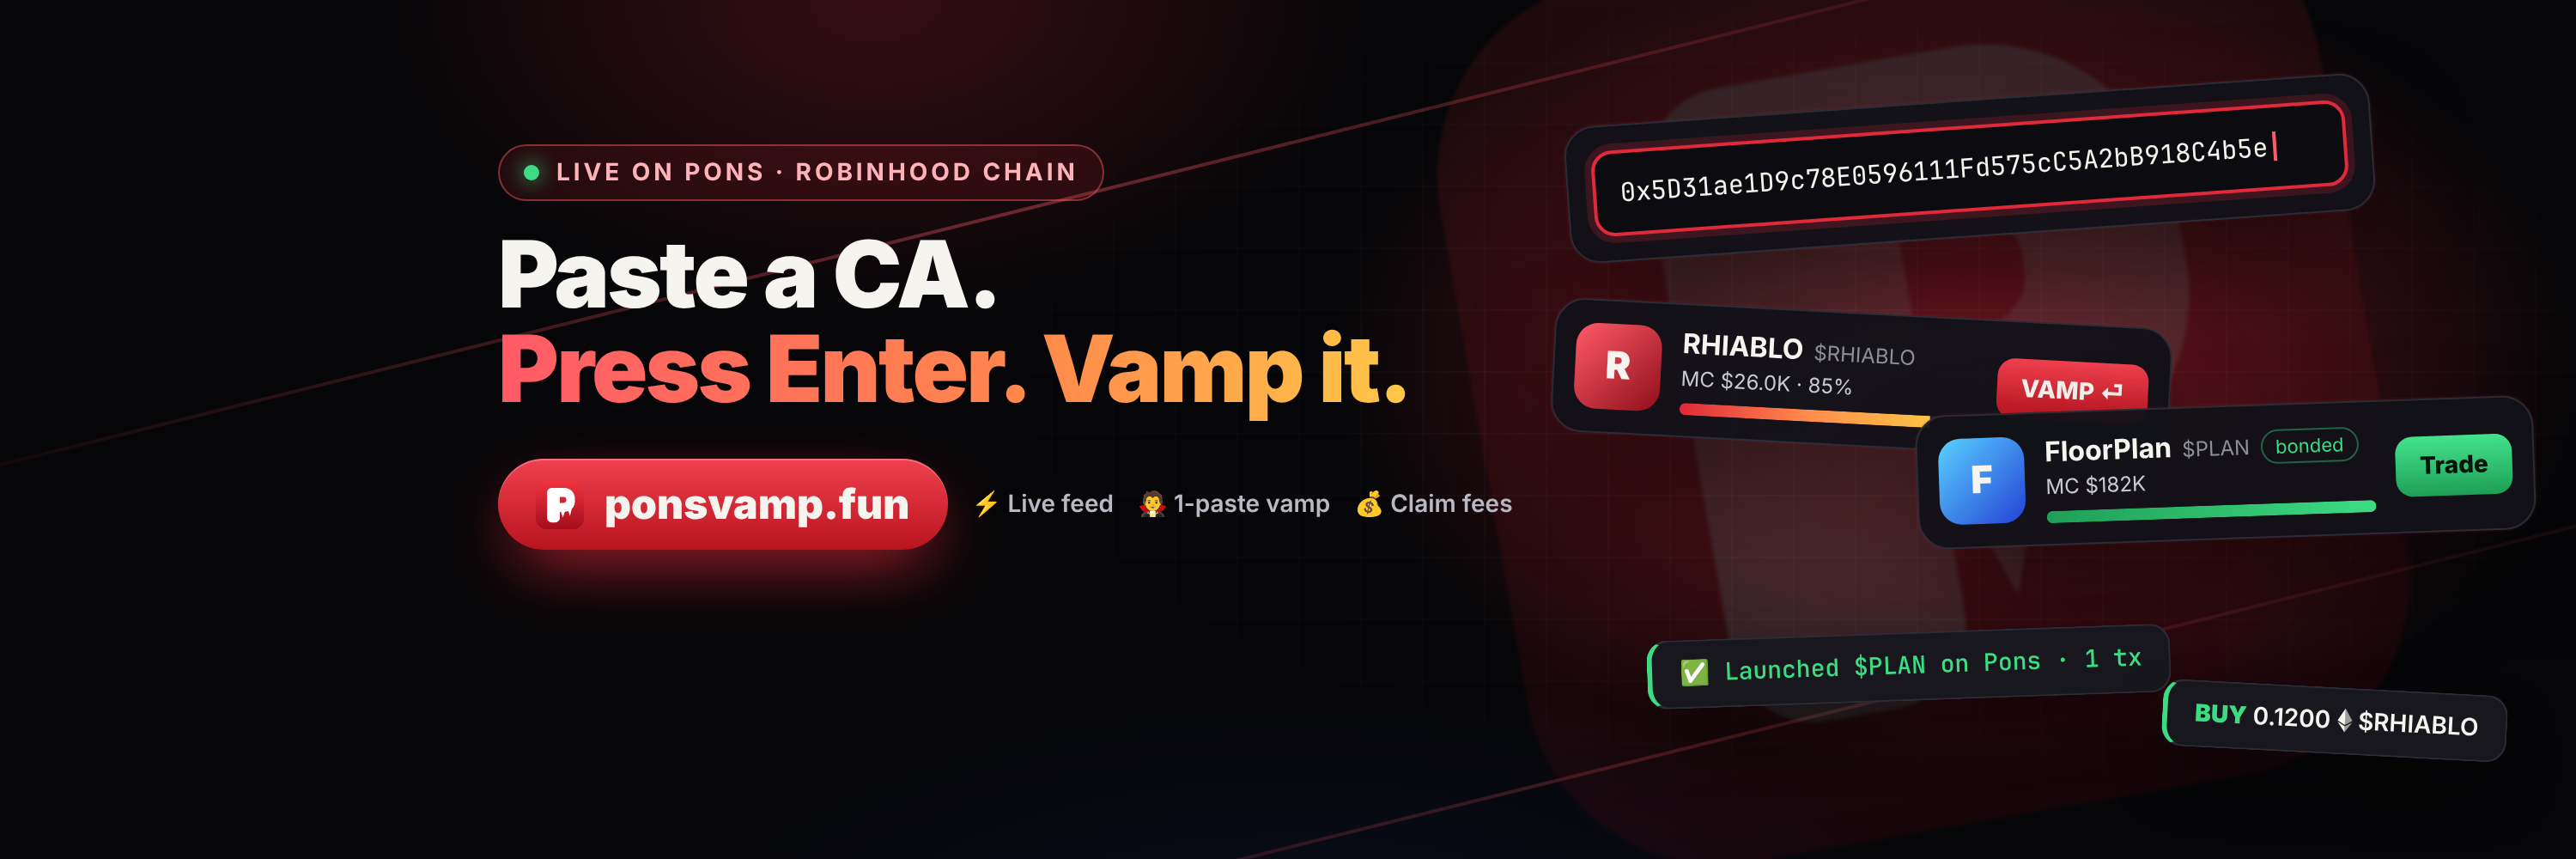 LIVE ON PONS · ROBINHOOD CHAIN
Paste a CA.
Press Enter. Vamp it.
ponsvamp.fun
⚡ Live feed 🧛 1-paste vamp 💰 Claim fees
0x5D31ae1D9c78E0596111Fd575cC5A2bB918C4b5e
R
RHIABLO $RHIABLO
MC $26.0K · 85%
VAMP ↵
F
FloorPlan $PLAN bonded
MC $182K
Trade
✅ Launched $PLAN on Pons · 1 tx
BUY 0.1200 $RHIABLO